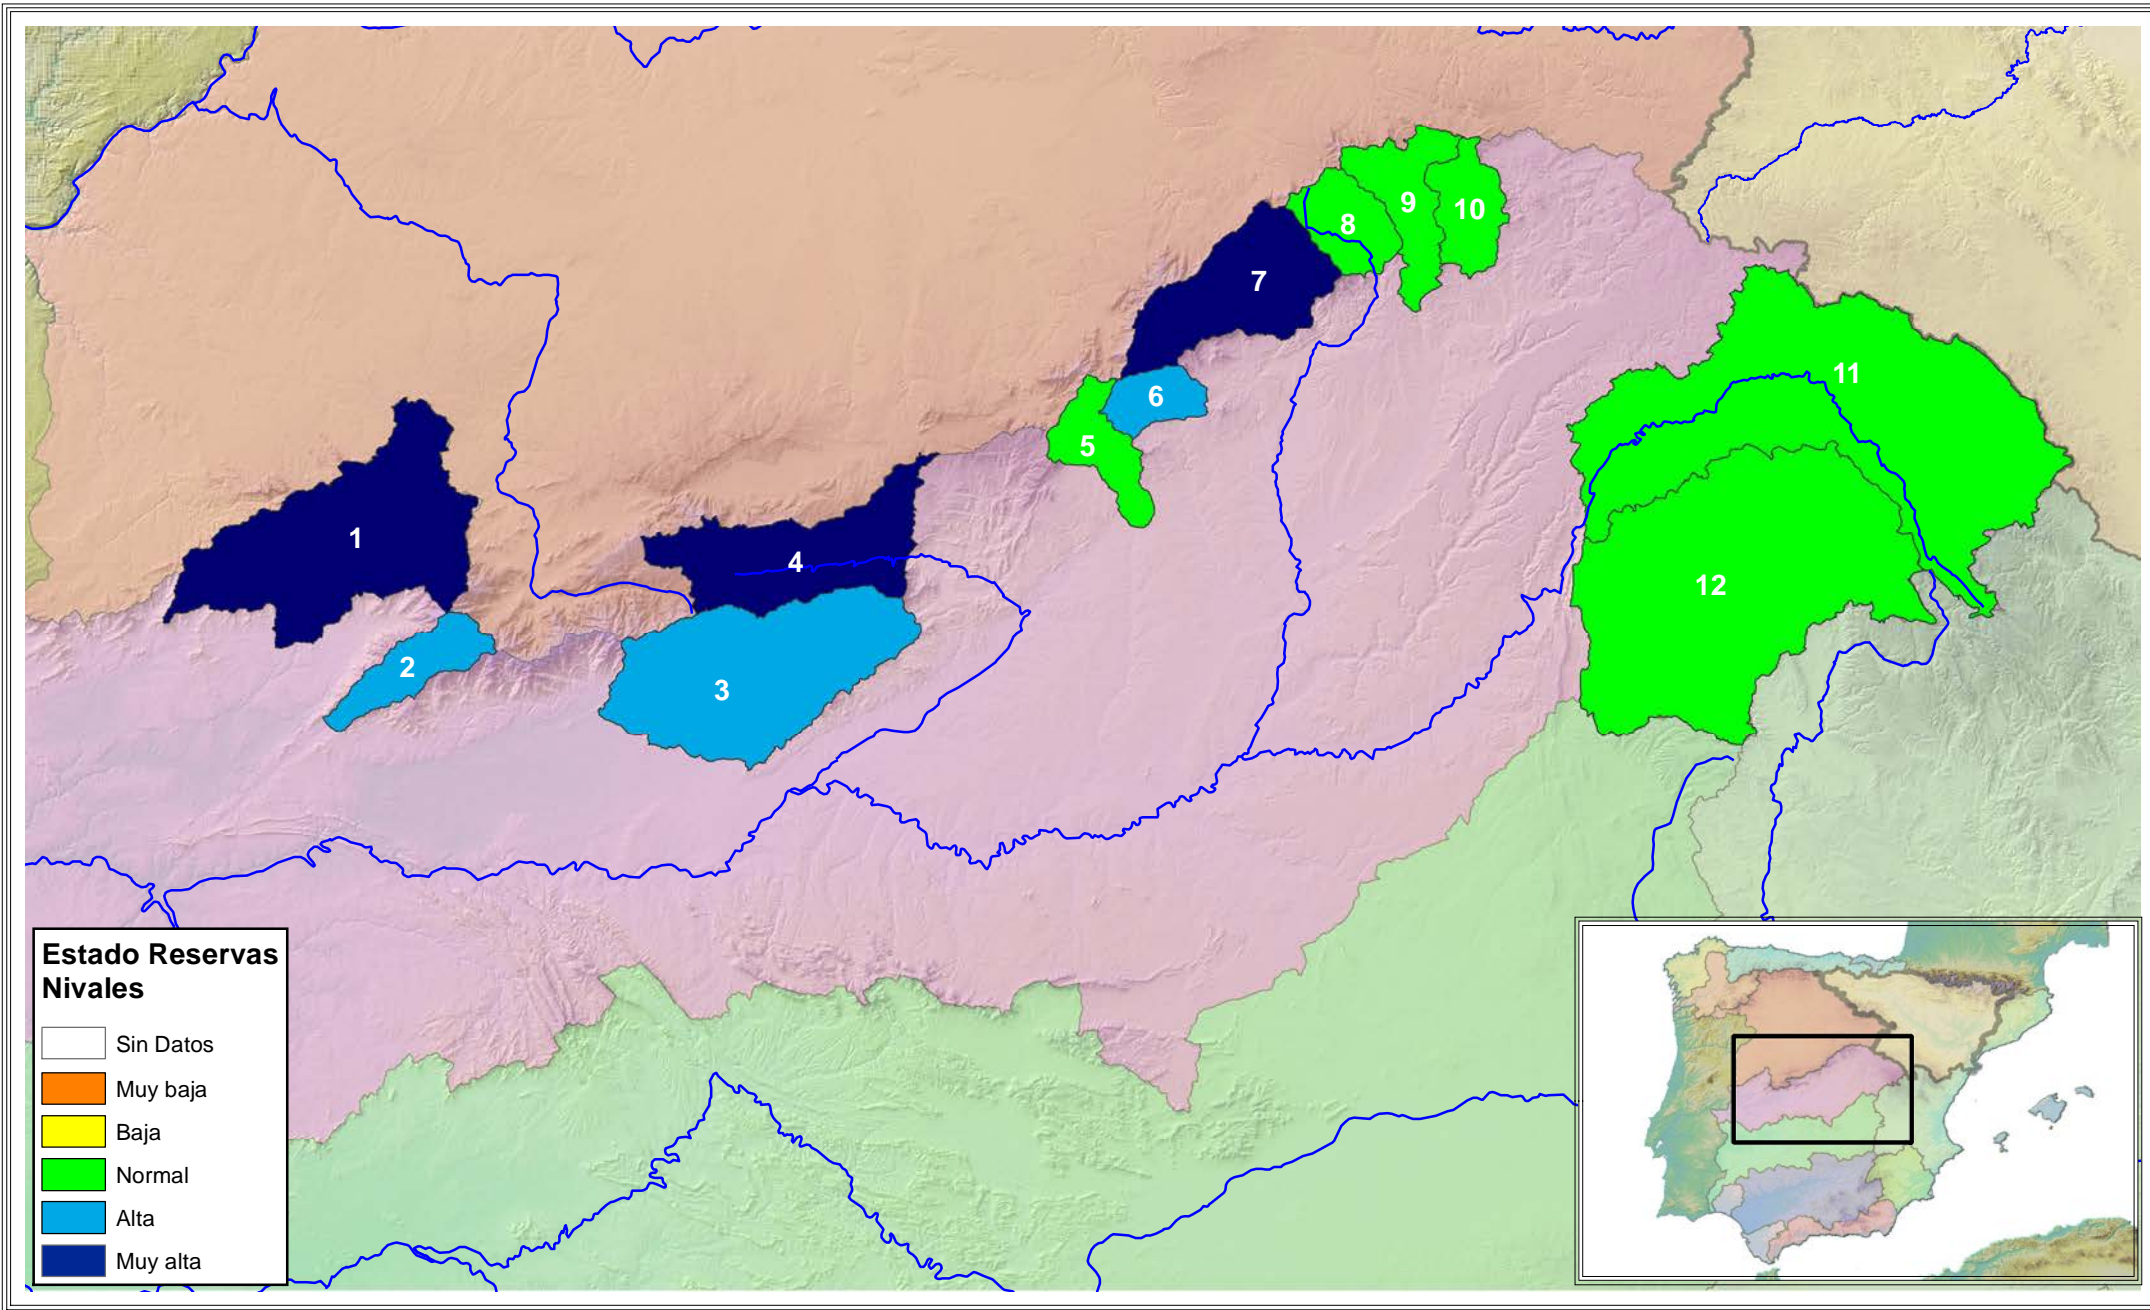 8
9
10
7
11
6
5
1
4
12
2
3
Estado Reservas
Nivales
Sin Datos
Muy baja
Baja
Normal
Alta
Muy alta